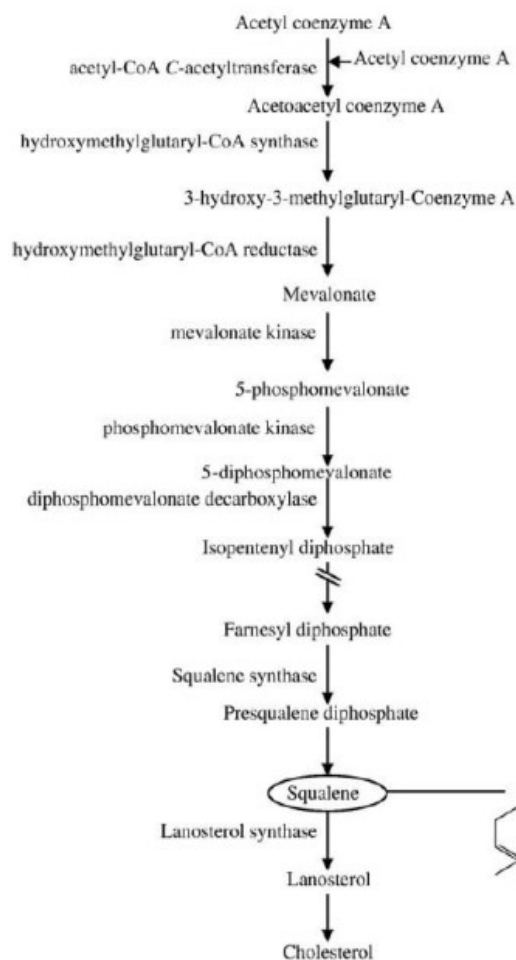 Acetyl coenzyme A
acetyl-CoA C-acetyltransferase
Acetyl coenzyme A
Acetoacetyl coenzyme A
hydroxymethylglutaryl-CoA synthase
3-hydroxy-3-methylglutaryl-Coenzyme A
hydroxymethylglutaryl-CoA reductase
Mevalonate
mevalonate kinase
5-phosphomevalonate
phosphomevalonate kinase
5-diphosphomevalonate
diphosphomevalonate decarboxylase
Isopentenyl diphosphate
Farnesyl diphosphate
Squalene synthase
Presqualene diphosphate
Squalene
Lanosterol synthase
Lanosterol
Cholesterol